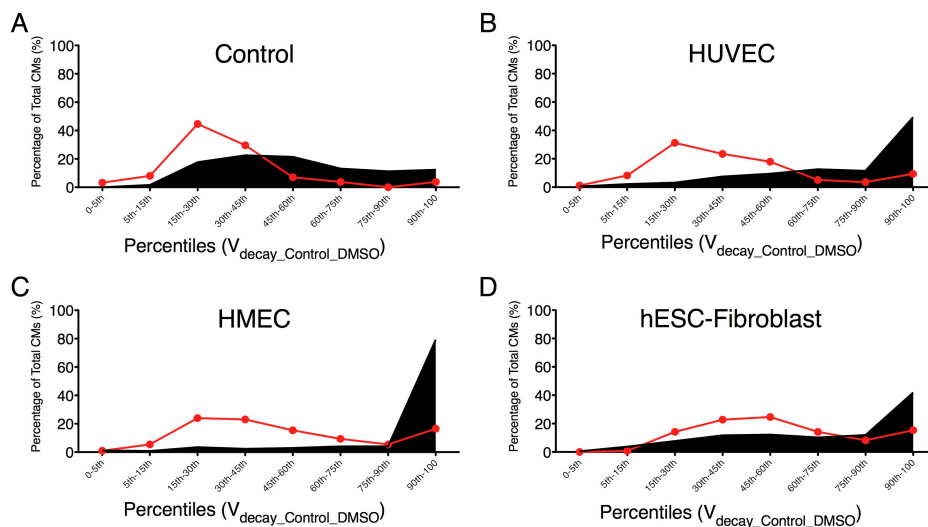 A
Control
Percentage of Total CMs (%)
100
80
60
40
20
0
0-5th
5th-15th
15th-30th
30th-45th
45th-60th
60th-75th
75th-90th
90th-100
Percentiles (Vdecay_Control_DMSO)
B
HUVEC
Percentage of Total CMs (%)
100
80
60
40
20
0
0-5th
5th-15th
15th-30th
30th-45th
45th-60th
60th-75th
75th-90th
90th-100
Percentiles (Vdecay_Control_DMSO)
C
HMEC
Percentage of Total CMs (%)
100
80
60
40
20
0
0-5th
5th-15th
15th-30th
30th-45th
45th-60th
60th-75th
75th-90th
90th-100
Percentiles (Vdecay_Control_DMSO)
D
hESC-Fibroblast
Percentage of Total CMs (%)
100
80
60
40
20
0
0-5th
5th-15th
15th-30th
30th-45th
45th-60th
60th-75th
75th-90th
90th-100
Percentiles (Vdecay_Control_DMSO)